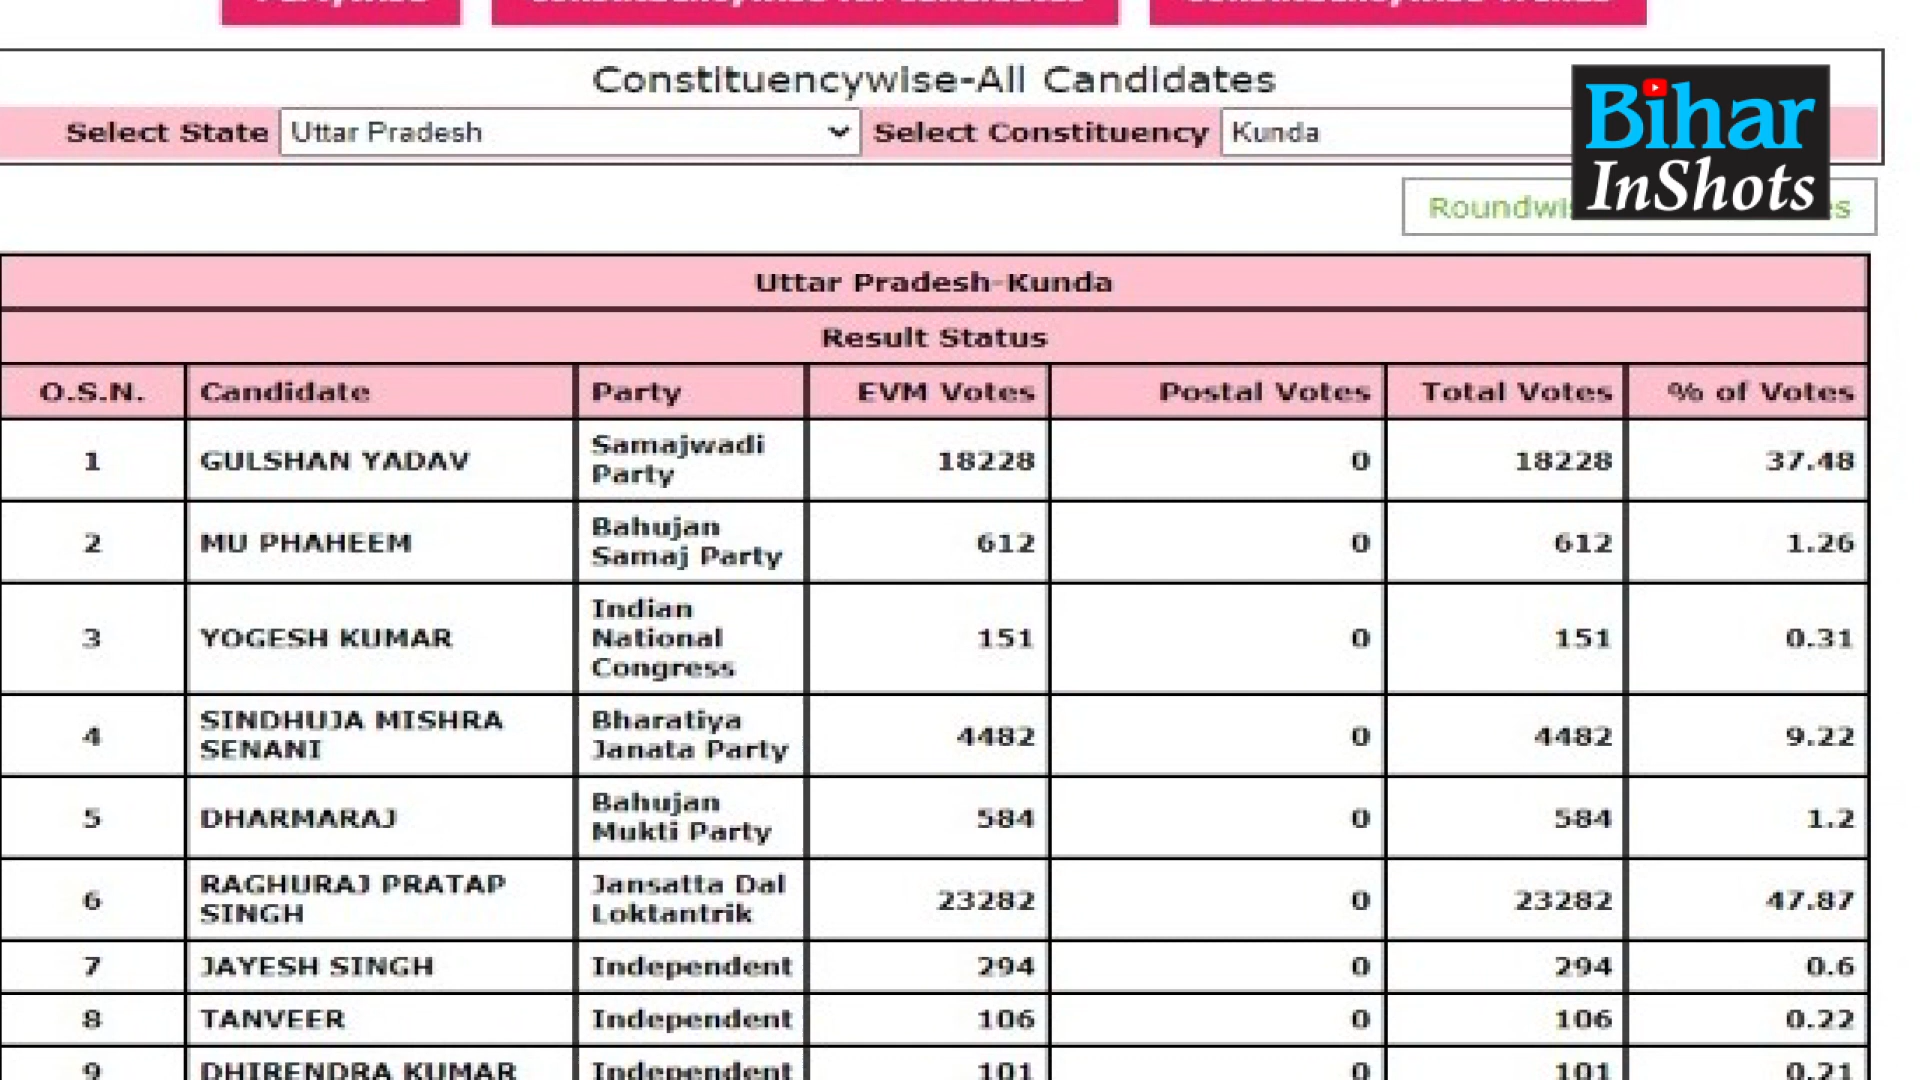 Constituencywise-All Candidates
Select State Uttar Pradesh Select Constituency Kunda
Bihar
InShots
Uttar Pradesh-Kunda
Result Status
O.S.N. Candidate Party EVM Votes Postal Votes Total Votes % of Votes
1 GULSHAN YADAV Samajwadi Party 18228 0 18228 37.48
2 MU PHAHEEM Bahujan Samaj Party 612 0 612 1.26
3 YOGESH KUMAR Indian National Congress 151 0 151 0.31
4 SINDHUJA MISHRA SENANI Bharatiya Janata Party 4482 0 4482 9.22
5 DHARMARAJ Bahujan Mukti Party 584 0 584 1.2
6 RAGHURAJ PRATAP SINGH Jansatta Dal Loktantrik 23282 0 23282 47.87
7 JAYESH SINGH Independent 294 0 294 0.6
8 TANVEER Independent 106 0 106 0.22
9 DHIRENDRA KUMAR Independent 101 0 101 0.21